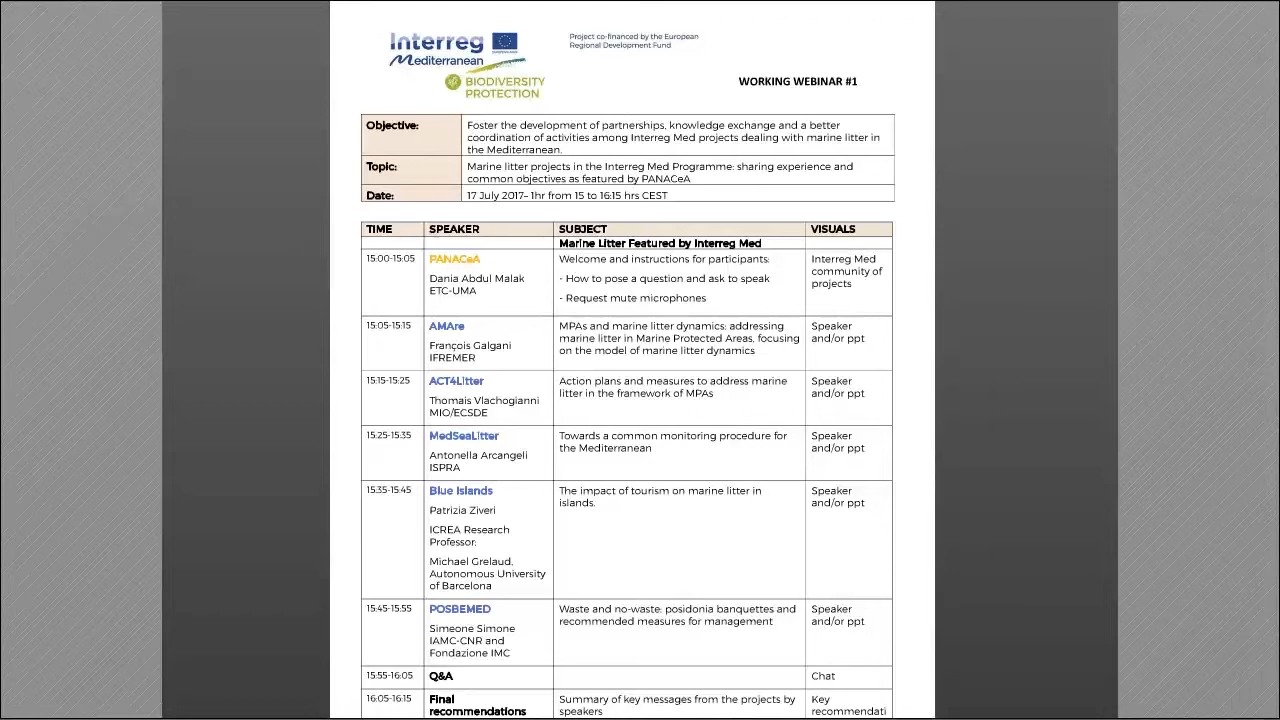 Interreg
EUROPEAN UNION
Mediterranean
BIODIVERSITY
PROTECTION
Project co-financed by the European
Regional Development Fund
WORKING WEBINAR #1
Objective:
Foster the development of partnerships, knowledge exchange and a better
coordination of activities among Interreg Med projects dealing with marine litter in
the Mediterranean.
Topic:
Marine litter projects in the Interreg Med Programme: sharing experience and
common objectives as featured by PANACeA
Date:
17 July 2017– 1hr from 15 to 16:15 hrs CEST
TIME SPEAKER SUBJECT VISUALS
Marine Litter Featured by Interreg Med
15:00-15:05
PANACeA
Dania Abdul Malak
ETC-UMA
Welcome and instructions for participants:
- How to pose a question and ask to speak
- Request mute microphones
Interreg Med
community of
projects
15:05-15:15
AMAre
François Galgani
IFREMER
MPAs and marine litter dynamics: addressing
marine litter in Marine Protected Areas, focusing
on the model of marine litter dynamics
Speaker
and/or ppt
15:15-15:25
ACT4Litter
Thomais Vlachogianni
MIO/ECSDE
Action plans and measures to address marine
litter in the framework of MPAs
Speaker
and/or ppt
15:25-15:35
MedSeaLitter
Antonella Arcangeli
ISPRA
Towards a common monitoring procedure for
the Mediterranean
Speaker
and/or ppt
15:35-15:45
Blue Islands
Patrizia Ziveri
ICREA Research
Professor:
Michael Grelaud,
Autonomous University
of Barcelona
The impact of tourism on marine litter in
islands.
Speaker
and/or ppt
15:45-15:55
POSBEMED
Simeone Simone
IAMC-CNR and
Fondazione IMC
Waste and no-waste: posidonia banquettes and
recommended measures for management
Speaker
and/or ppt
15:55-16:05
Q&A
Chat
16:05-16:15
Final
recommendations
Summary of key messages from the projects by
speakers
Key
recommendati